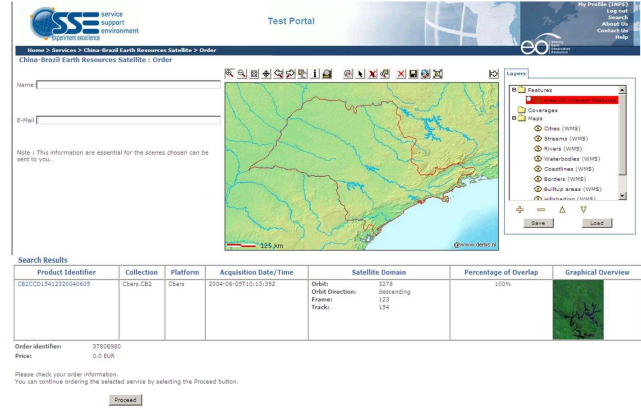 SSE service support environment
Experiment excellence
Test Portal
My Profile (INPE)
Log out
Search
About Us
Contact Us
Help
Home > Services > China-Brazil Earth Resources Satellite > Order
China-Brazil Earth Resources Satellite : Order
Name:
E-Mail
Note : This information are essential for the scenes chosen can be
sent to you.
125 km
@www.demis.nl
Layers
Features
Area Of Interest Features
Coverages
Maps
Cities (WMS)
Streams (WMS)
Rivers (WMS)
Waterbodies (WMS)
Coastlines (WMS)
Borders (WMS)
Builtup areas (WMS)
Hillshading (WMS)
Save
Load
Search Results
Product Identifier Collection Platform Acquisition Date/Time Satellite Domain Percentage of Overlap Graphical Overview
CB2CCD15412320040605 Cbers.CB2 Cbers 2004-06-05T10:13:39Z Orbit: 3278 100%
Orbit Direction: descending
Frame: 123
Track: 154
Order identifier: 3780B980
Price: 0.0 EUR
Please check your order information.
You can continue ordering the selected service by selecting the Proceed button.
Proceed